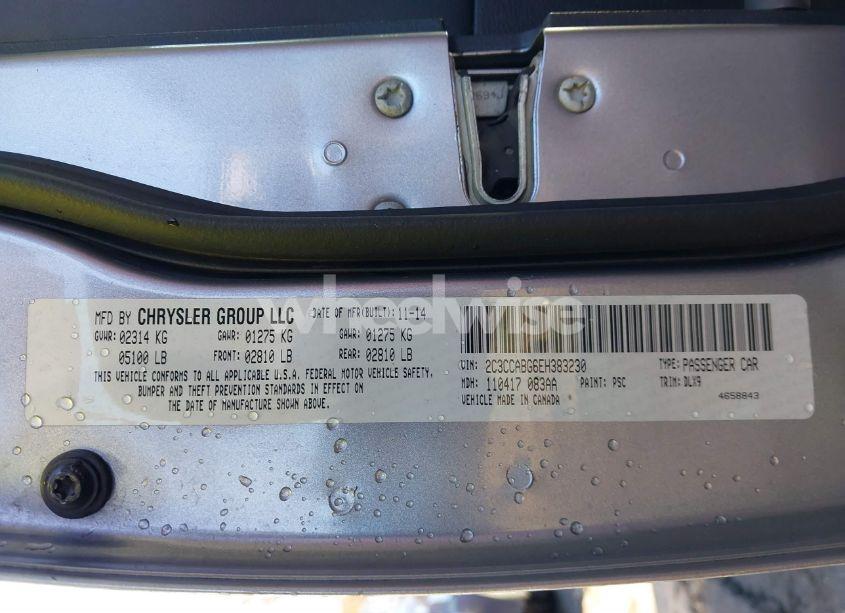 694J
wheelwise
MFD BY CHRYSLER GROUP LLC DATE OF MFR(BUILT): 11-14
GVWR: 02314 KG GAWR: 01275 KG GAWR: 01275 KG
05100 LB FRONT: 02810 LB REAR: 02810 LB
THIS VEHICLE CONFORMS TO ALL APPLICABLE U.S.A. FEDERAL MOTOR VEHICLE SAFETY,
BUMPER AND THEFT PREVENTION STANDARDS IN EFFECT ON
THE DATE OF MANUFACTURE SHOWN ABOVE.
VIN: 2C3CCABG6EH383230 TYPE: PASSENGER CAR
MDH: 110417 083AA PAINT: PSC TRIM: DLX9
VEHICLE MADE IN CANADA 4658843